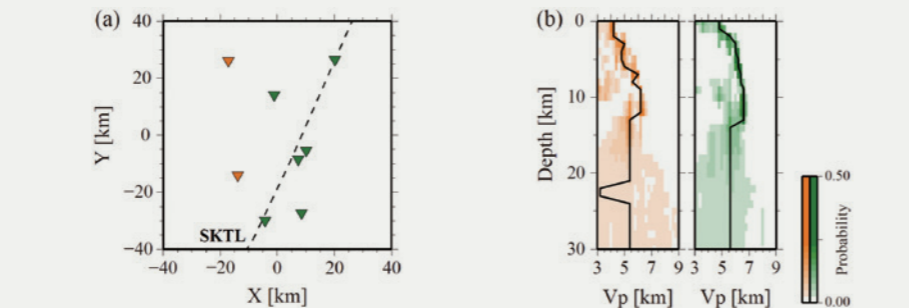 (a)
40
20
0
−20
−40
Y [km]
SKTL
−40 −20 0 20 40
X [km]
(b)
0
10
20
30
Depth [km]
3 5 7 9
Vp [km]
3 5 7 9
Vp [km]
0.50
0.00
Probability